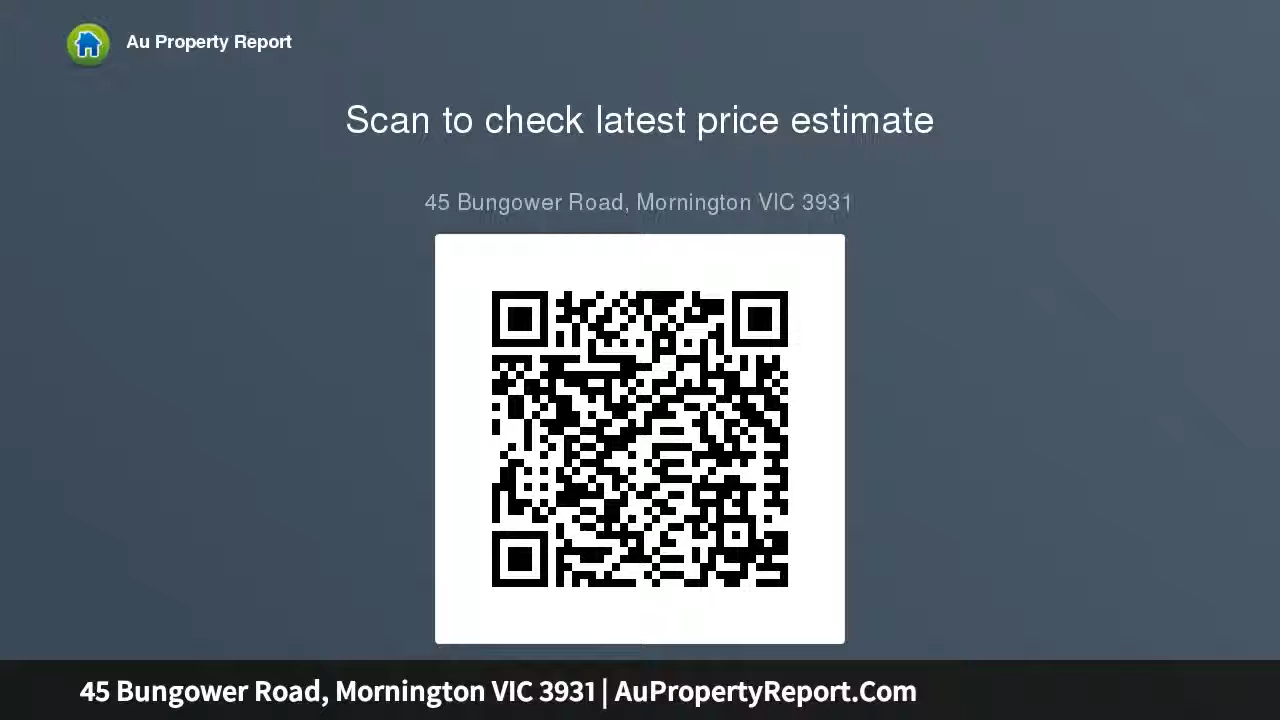 Au Property Report
Scan to check latest price estimate
45 Bungower Road, Mornington VIC 3931
45 Bungower Road, Mornington VIC 3931 | AuPropertyReport.Com